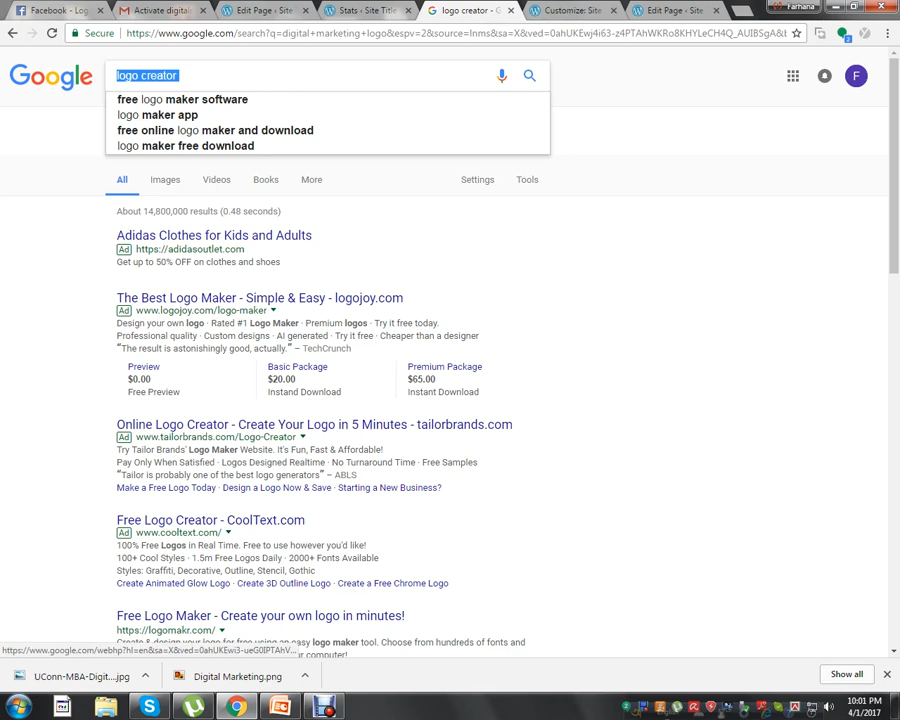 Facebook - Log
Activate digital
Edit Page ‹ Site
Stats ‹ Site Title
logo creator - G
Customize: Site
Edit Page ‹ Site
Farhana
Secure
https://www.google.com/search?q=digital+marketing+logo&espv=2&source=lnms&sa=X&ved=0ahUKEwj4i63-z4PTAhWKRo8KHYLeCH4Q_AUIBSgA&b
Google
logo creator
F
free logo maker software
logo maker app
free online logo maker and download
logo maker free download
All Images Videos Books More Settings Tools
About 14,800,000 results (0.48 seconds)
Adidas Clothes for Kids and Adults
Ad https://adidasoutlet.com
Get up to 50% OFF on clothes and shoes
The Best Logo Maker - Simple & Easy - logojoy.com
Ad www.logojoy.com/logo-maker
Design your own logo · Rated #1 Logo Maker · Premium logos · Try it free today.
Professional quality · Custom designs · AI generated · Try it free · Cheaper than a designer
“The result is astonishingly good, actually.” – TechCrunch
Preview Basic Package Premium Package
$0.00 $20.00 $65.00
Free Preview Instand Download Instant Download
Online Logo Creator - Create Your Logo in 5 Minutes - tailorbrands.com
Ad www.tailorbrands.com/Logo-Creator
Try Tailor Brands' Logo Maker Website. It's Fun, Fast & Affordable!
Pay Only When Satisfied · Logos Designed Realtime · No Turnaround Time · Free Samples
“Tailor is probably one of the best logo generators” – ABLS
Make a Free Logo Today · Design a Logo Now & Save · Starting a New Business?
Free Logo Creator - CoolText.com
Ad www.cooltext.com/
100% Free Logos in Real Time. Free to use however you'd like!
100+ Cool Styles · 1.5m Free Logos Daily · 2000+ Fonts Available
Styles: Graffiti, Decorative, Outline, Stencil, Gothic
Create Animated Glow Logo · Create 3D Outline Logo · Create a Free Chrome Logo
Free Logo Maker - Create your own logo in minutes!
https://logomakr.com/
Create & design your logo for free using an easy logo maker tool. Choose from hundreds of fonts and
computer!
https://www.google.com/webhp?hl=en&sa=X&ved=0ahUKEwi3-ueG0IPTAhV...
UConn-MBA-Digit....jpg
Digital Marketing.png
Show all
10:01 PM
4/1/2017